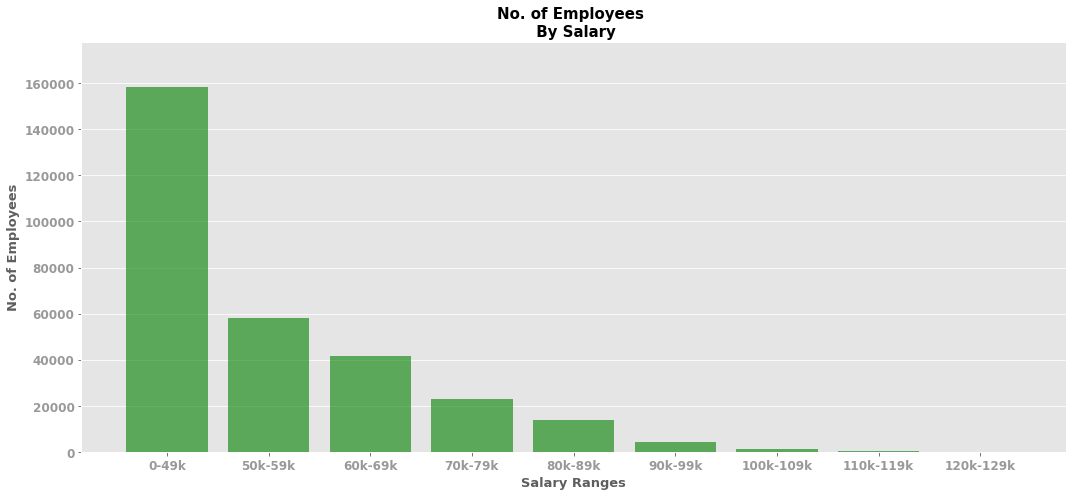 No. of Employees
By Salary
No. of Employees
160000
140000
120000
100000
80000
60000
40000
20000
0
0-49k 50k-59k 60k-69k 70k-79k 80k-89k 90k-99k 100k-109k 110k-119k 120k-129k
Salary Ranges